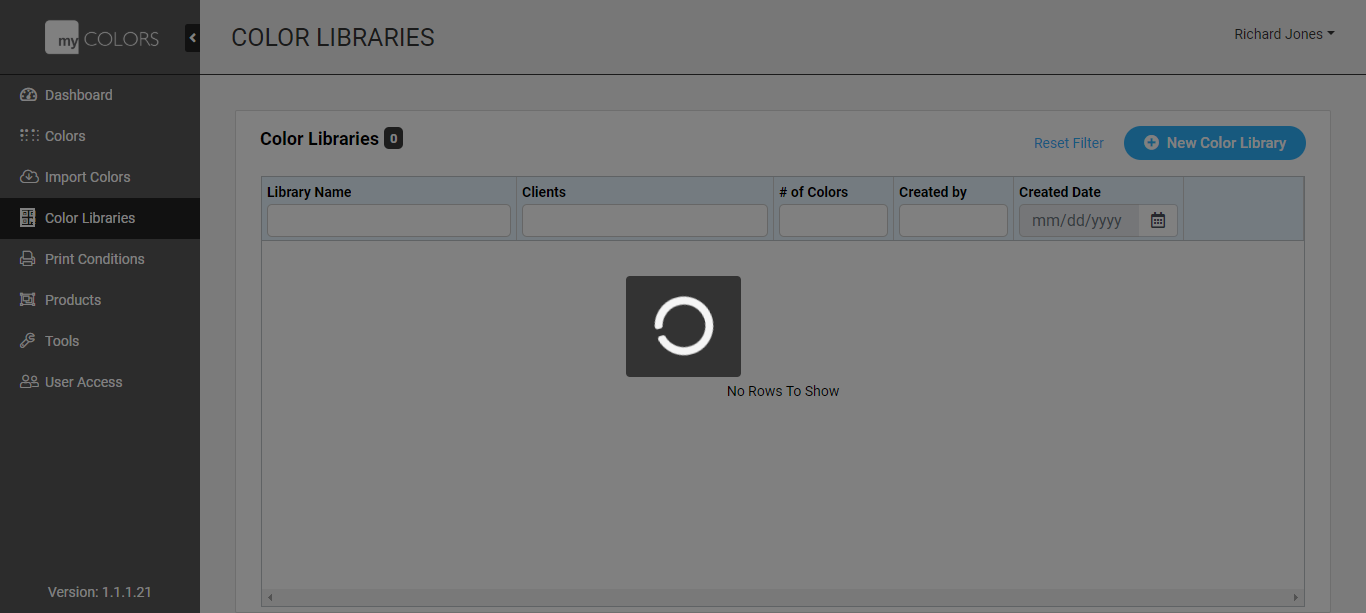 my COLORS
COLOR LIBRARIES
Richard Jones
Dashboard
Colors
Import Colors
Color Libraries
Print Conditions
Products
Tools
User Access
Version: 1.1.1.21
Color Libraries 0
Reset Filter
New Color Library
Library Name
Clients
# of Colors
Created by
Created Date
mm/dd/yyyy
No Rows To Show